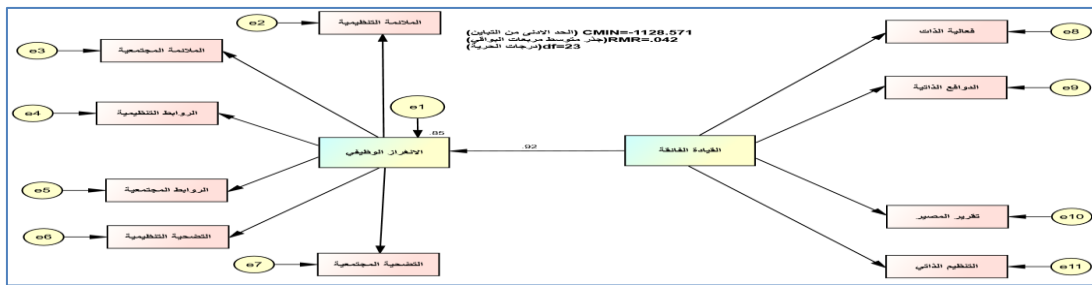 الملائمة التنظيمية
e2
(الحد الادنى من التباين) CMIN=-1128.571
(جذر متوسط مربعات البواقي)RMR=.042
(درجات الحرية)df=23
فعالية الذات
e8
e3
الملائمة المجتمعية
الدوافع الذاتية
e9
e1
e4
الروابط التنظيمية
.85
الانغراز الوظيفي
.92
القيادة الفائقة
e5
الروابط المجتمعية
تقرير المصير
e10
e6
التضحية التنظيمية
e7
التضحية المجتمعية
التنظيم الذاتي
e11